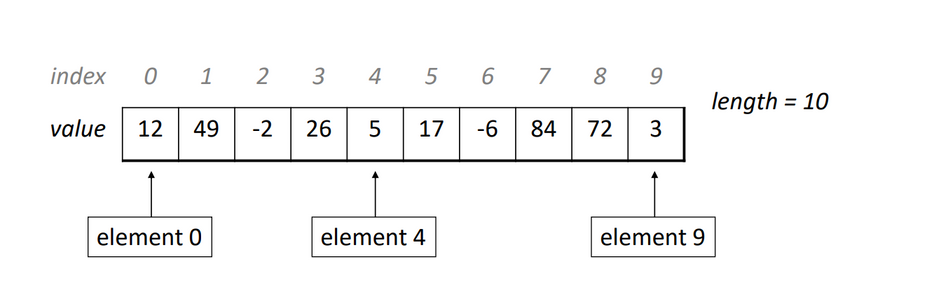 index 0 1 2 3 4 5 6 7 8 9
length = 10
value 12 49 -2 26 5 17 -6 84 72 3
element 0 element 4 element 9